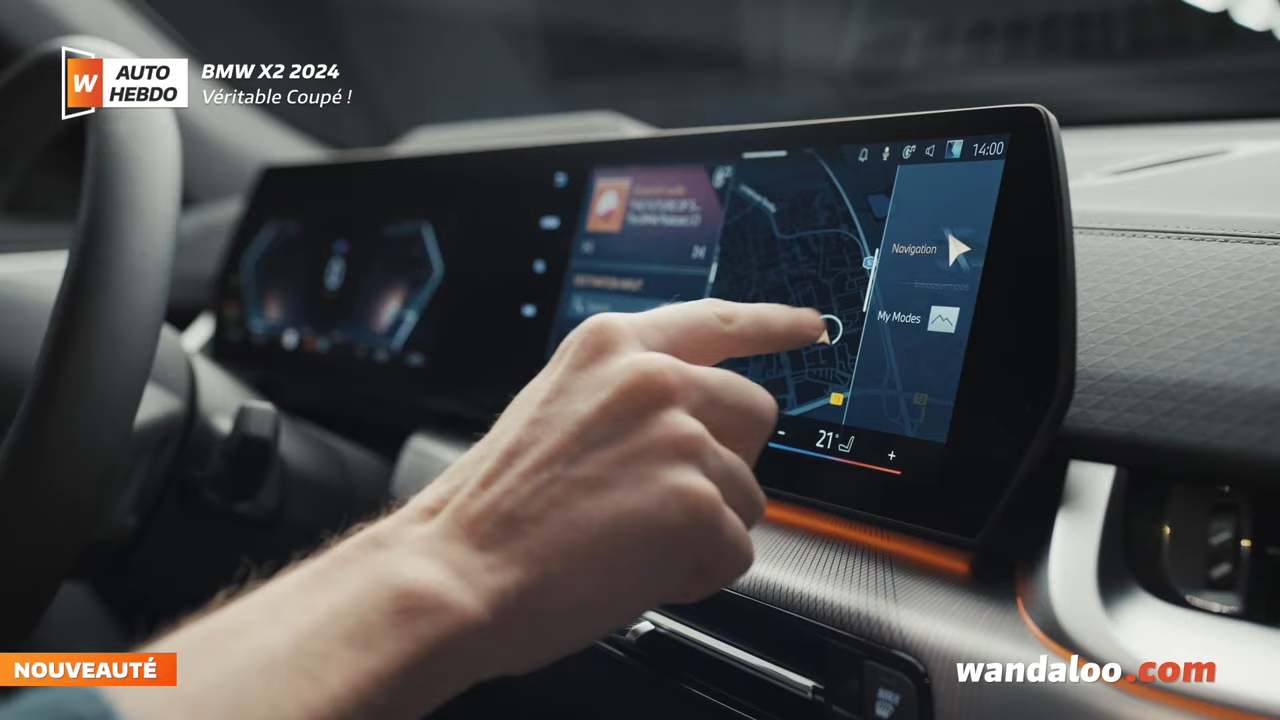 W
AUTO
HEBDO
BMW X2 2024
Véritable Coupé !
14:00
Navigation
My Modes
- 21° +
NOUVEAUTÉ
wandaloo.com